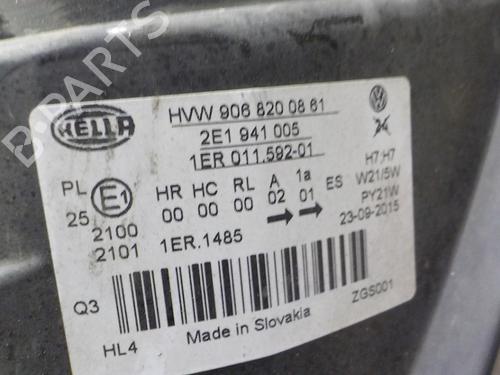 B-PARTS
HELLA
HVW 906 820 08 61
2E1 941 005
1ER 011.592-01
PL E1 HR HC RL A 1a ES H7;H7
25 00 00 00 02 01 W21/5W
2100 PY21W
2101 1ER.1485 23-09-2015
Q3 ZGS001
HL4 Made in Slovakia